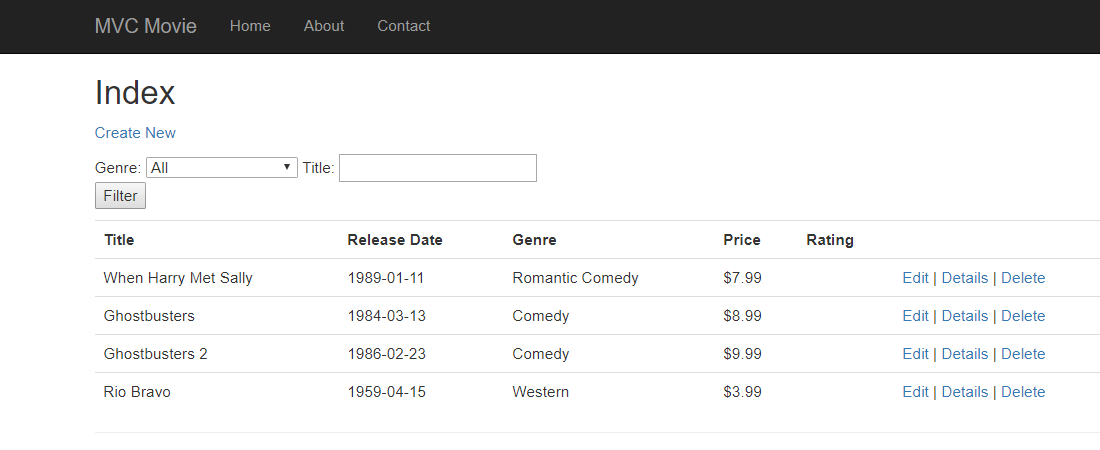 MVC Movie Home About Contact
Index
Create New
Genre: All Title:
Filter
Title Release Date Genre Price Rating
When Harry Met Sally 1989-01-11 Romantic Comedy $7.99 Edit | Details | Delete
Ghostbusters 1984-03-13 Comedy $8.99 Edit | Details | Delete
Ghostbusters 2 1986-02-23 Comedy $9.99 Edit | Details | Delete
Rio Bravo 1959-04-15 Western $3.99 Edit | Details | Delete